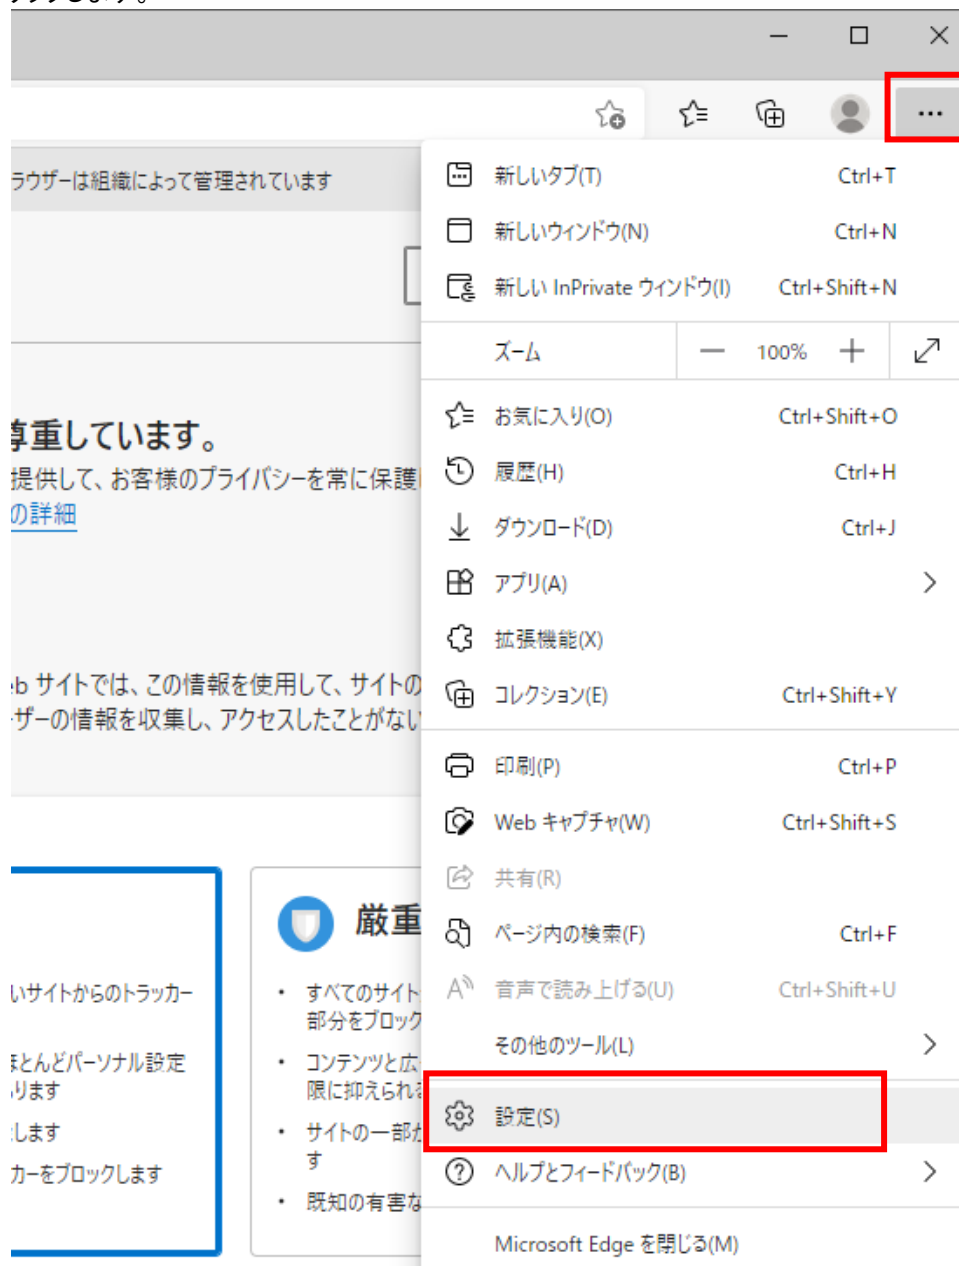 ックします。
ラウザーは組織によって管理されています
尊重しています。
提供して、お客様のプライバシーを常に保護
の詳細
eb サイトでは、この情報を使用して、サイトの
ーザーの情報を収集し、アクセスしたことがない
いサイトからのトラッカー
ほとんどパーソナル設定
ります
します
カーをブロックします
厳重
• すべてのサイト
部分をブロック
• コンテンツと広
限に抑えられ
• サイトの一部が
す
• 既知の有害な
新しいタブ(T) Ctrl+T
新しいウィンドウ(N) Ctrl+N
新しい InPrivate ウィンドウ(I) Ctrl+Shift+N
ズーム — 100% +
お気に入り(O) Ctrl+Shift+O
履歴(H) Ctrl+H
ダウンロード(D) Ctrl+J
アプリ(A)
拡張機能(X)
コレクション(E) Ctrl+Shift+Y
印刷(P) Ctrl+P
Web キャプチャ(W) Ctrl+Shift+S
共有(R)
ページ内の検索(F) Ctrl+F
音声で読み上げる(U) Ctrl+Shift+U
その他のツール(L)
設定(S)
ヘルプとフィードバック(B)
Microsoft Edge を閉じる(M)